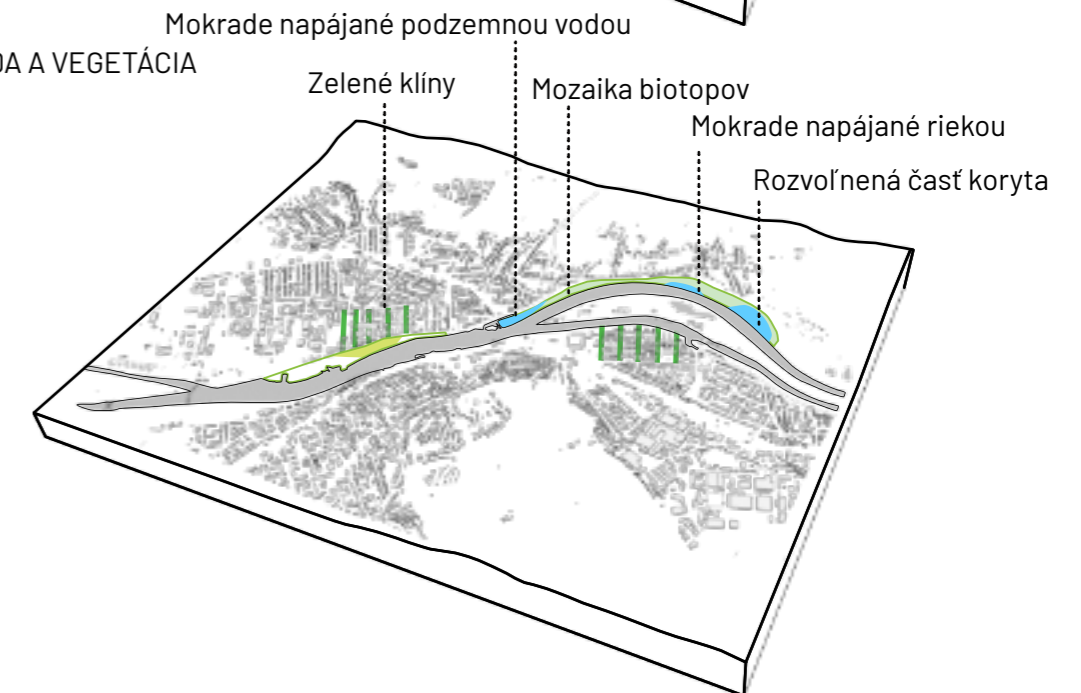 Mokrade napájané podzemnou vodou
A VEGETÁCIA
Zelené klíny
Mozaika biotopov
Mokrade napájané riekou
Rozvoľnená časť koryta